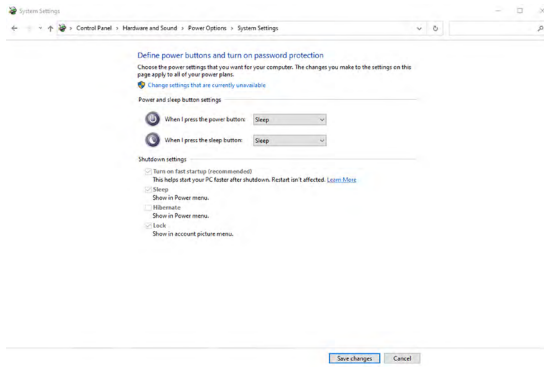 System Settings
Control Panel > Hardware and Sound > Power Options > System Settings
Define power buttons and turn on password protection
Choose the power settings that you want for your computer. The changes you make to the settings on this
page apply to all of your power plans.
Change settings that are currently unavailable
Power and sleep button settings
When I press the power button: Sleep
When I press the sleep button: Sleep
Shutdown settings
Turn on fast startup (recommended)
This helps start your PC faster after shutdown. Restart isn't affected. Learn More
Sleep
Show in Power menu.
Hibernate
Show in Power menu.
Lock
Show in account picture menu.
Save changes Cancel